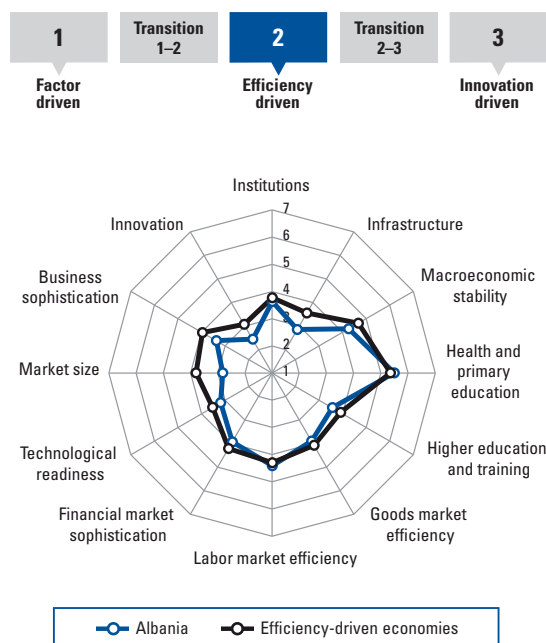 1
Transition
1–2
2
Transition
2–3
3
Factor
driven
Efficiency
driven
Innovation
driven
Institutions
7
Innovation
Infrastructure
6
5
Business
sophistication
Macroeconomic
stability
4
3
2
Market size
1
Health and
primary
education
Technological
readiness
Higher education
and training
Financial market
sophistication
Goods market
efficiency
Labor market efficiency
Albania
Efficiency-driven economies